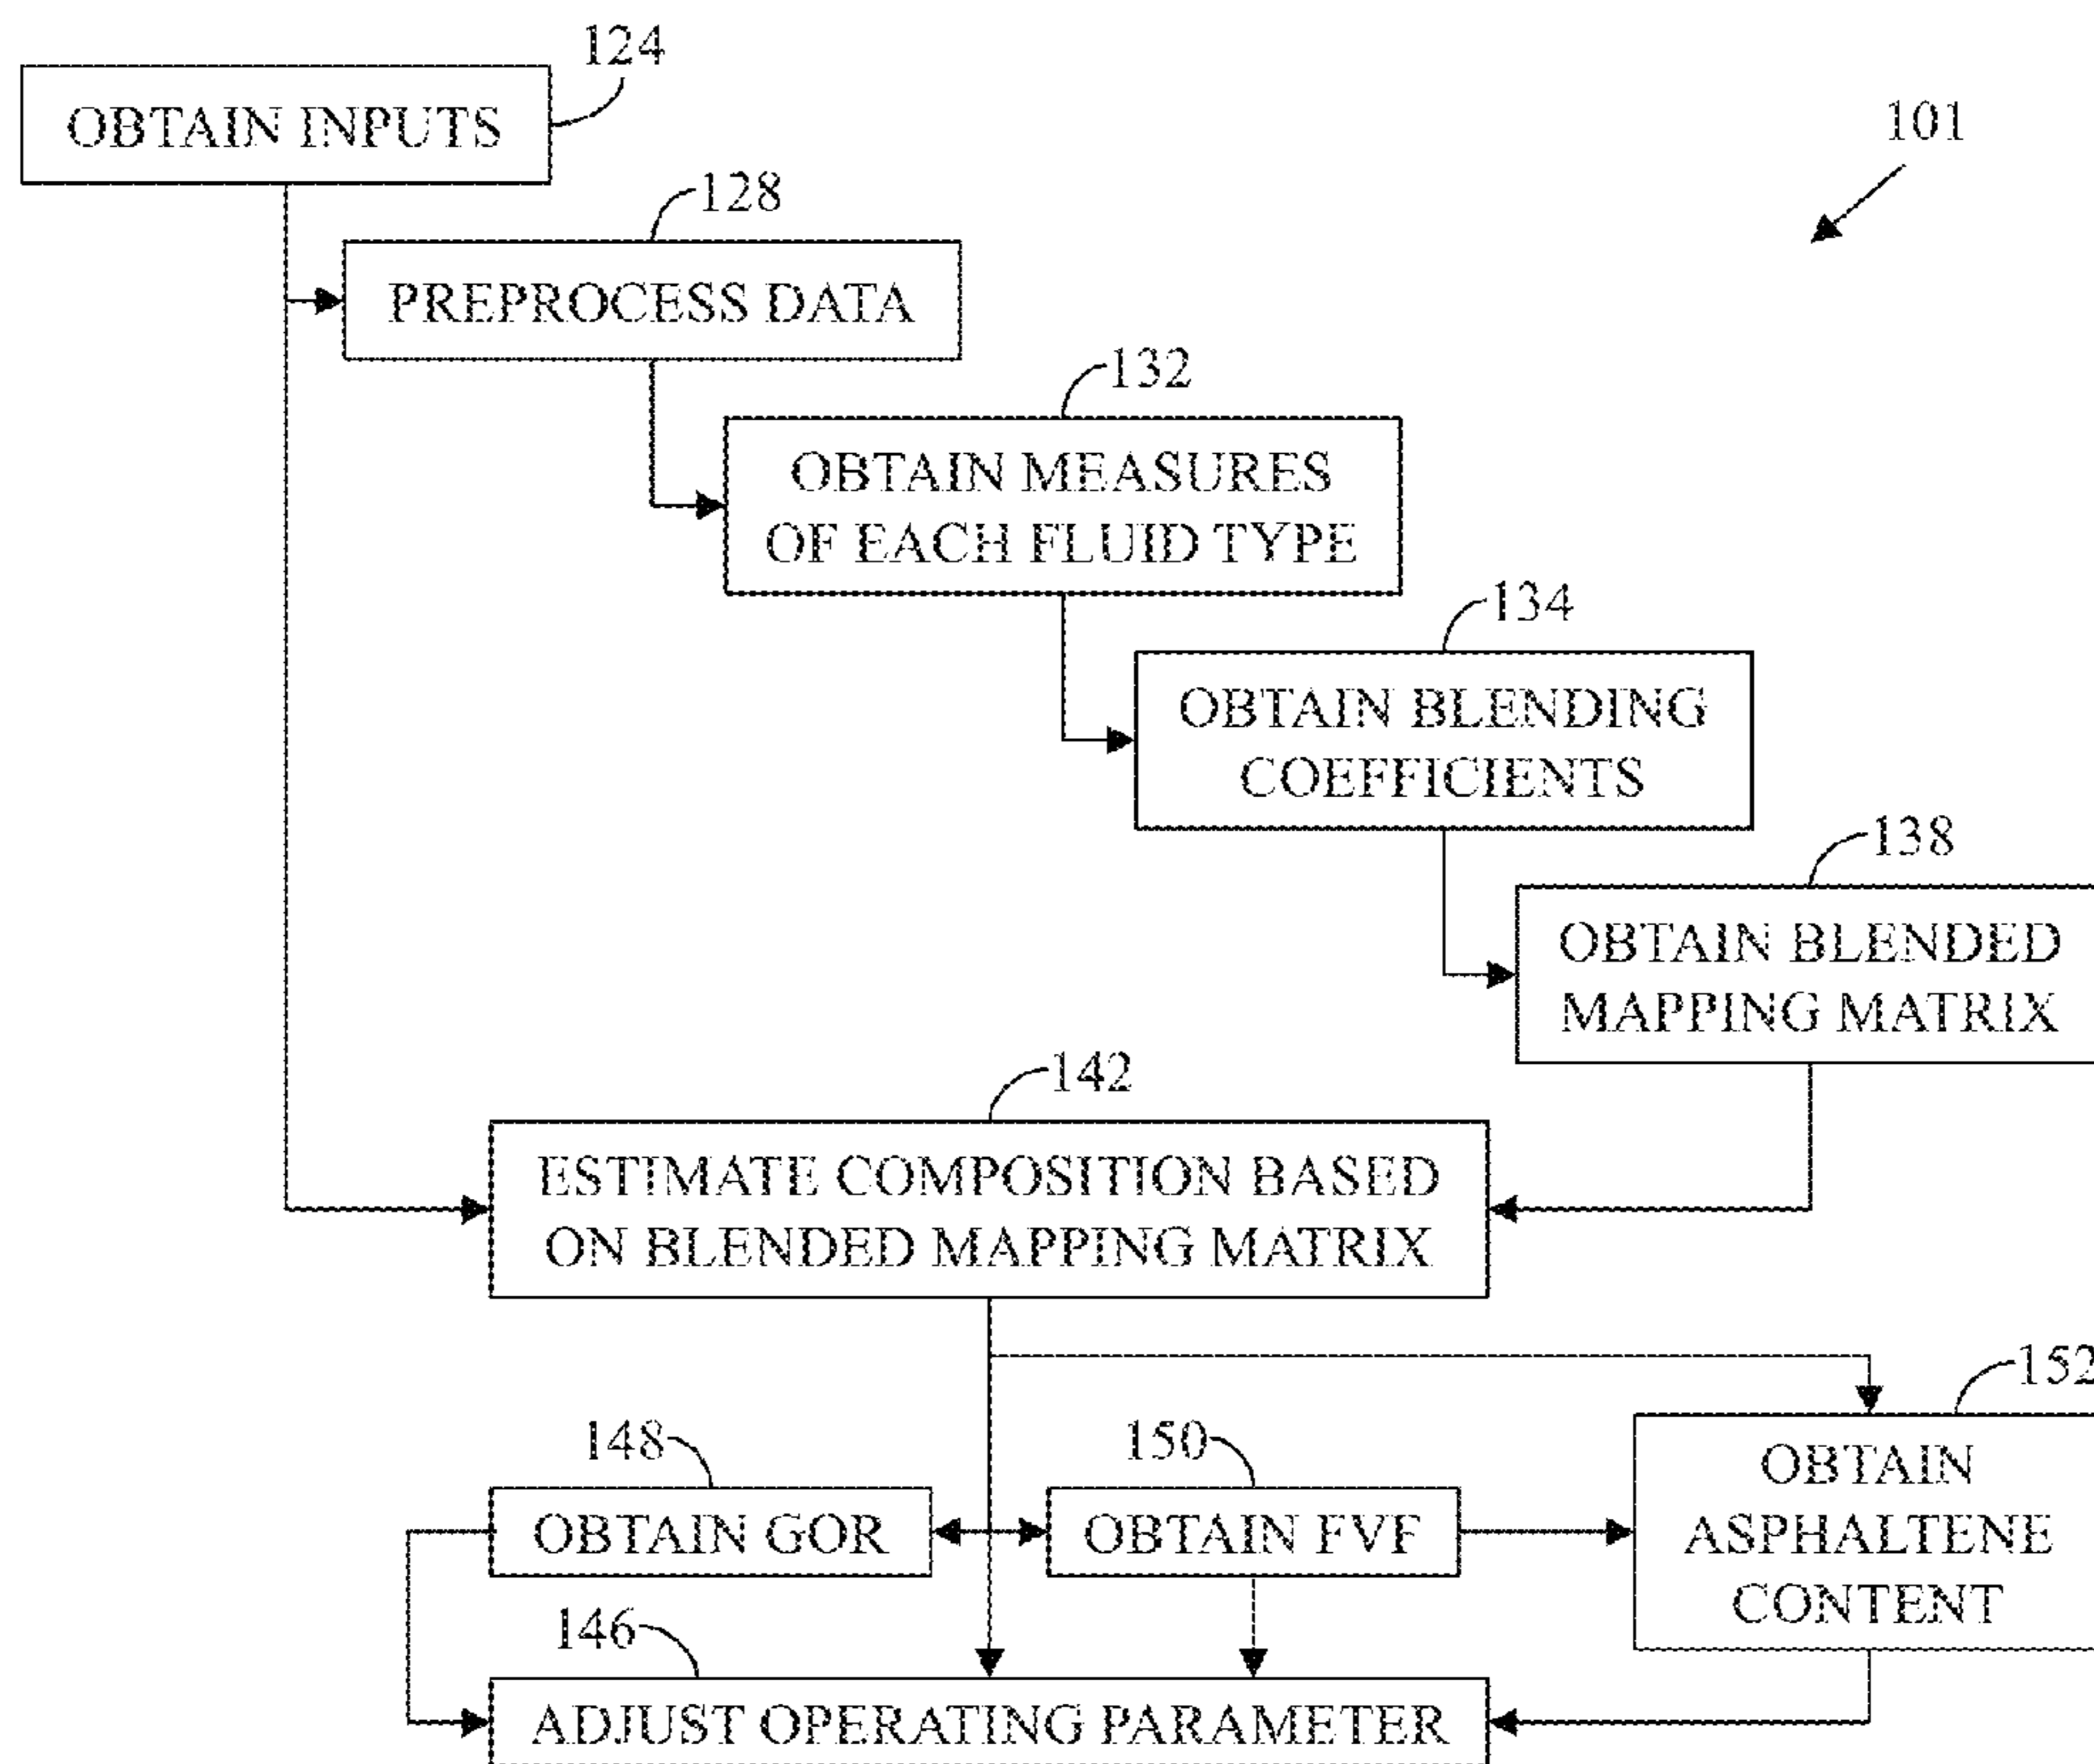 124
OBTAIN INPUTS
101
128
PREPROCESS DATA
132
OBTAIN MEASURES
OF EACH FLUID TYPE
134
OBTAIN BLENDING
COEFFICIENTS
138
OBTAIN BLENDED
MAPPING MATRIX
142
ESTIMATE COMPOSITION BASED
ON BLENDED MAPPING MATRIX
152
148
150
OBTAIN GOR
OBTAIN FVF
OBTAIN
ASPHALTENE
CONTENT
146
ADJUST OPERATING PARAMETER